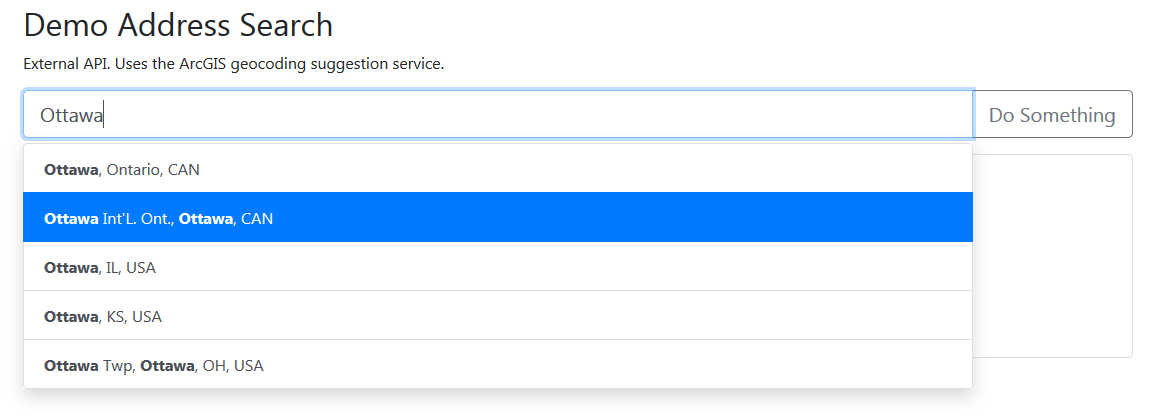 Demo Address Search
External API. Uses the ArcGIS geocoding suggestion service.
Ottawa
Do Something
Ottawa, Ontario, CAN
Ottawa Int'L. Ont., Ottawa, CAN
Ottawa, IL, USA
Ottawa, KS, USA
Ottawa Twp, Ottawa, OH, USA